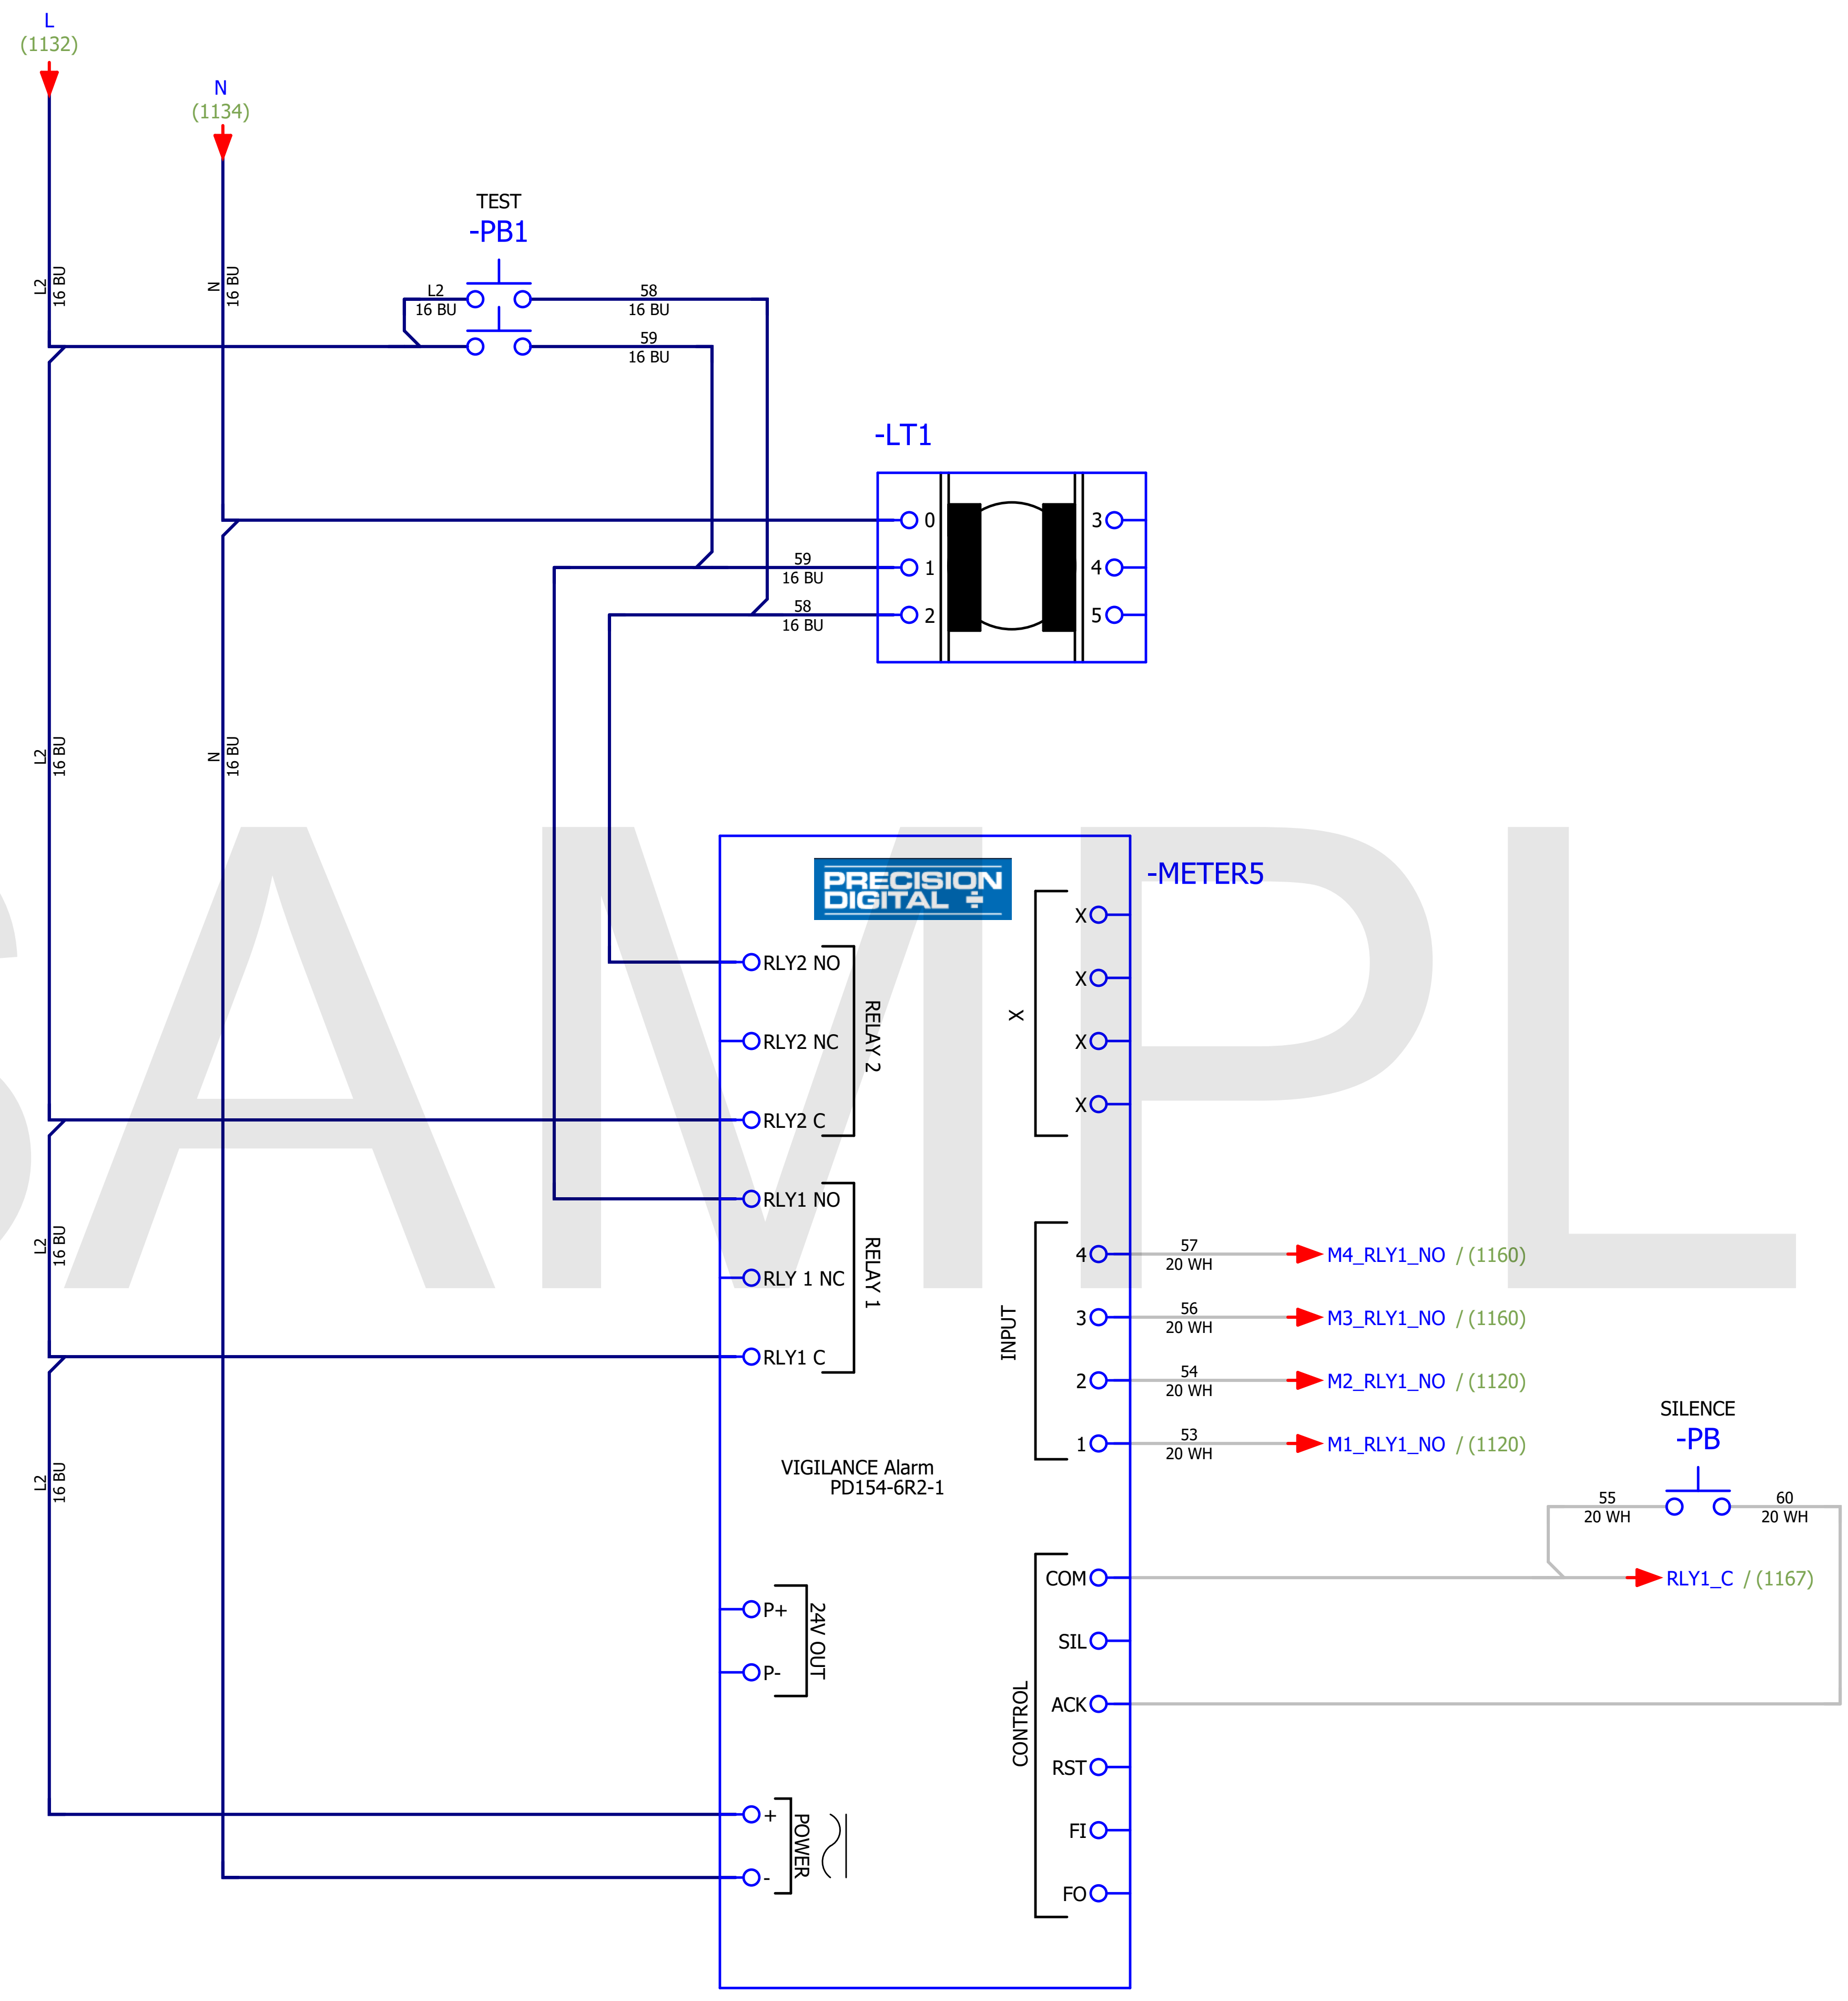 L
(1132)
N
(1134)
TEST
-PB1
L2
16 BU
N
16 BU
L2
16 BU
58
16 BU
59
16 BU
-LT1
0
1
2
3
4
5
59
16 BU
58
16 BU
L2
16 BU
N
16 BU
SAMPL
PRECISION
DIGITAL
-METER5
RLY2 NO
RLY2 NC
RLY2 C
RELAY 2
X
X
X
X
X
RLY1 NO
RLY 1 NC
RLY1 C
RELAY 1
L2
16 BU
INPUT
4
57
20 WH
M4_RLY1_NO / (1160)
3
56
20 WH
M3_RLY1_NO / (1160)
2
54
20 WH
M2_RLY1_NO / (1120)
1
53
20 WH
M1_RLY1_NO / (1120)
L2
16 BU
VIGILANCE Alarm
PD154-6R2-1
SILENCE
-PB
55
20 WH
60
20 WH
RLY1_C / (1167)
P+
P-
24V OUT
CONTROL
COM
SIL
ACK
RST
FI
FO
+
-
POWER